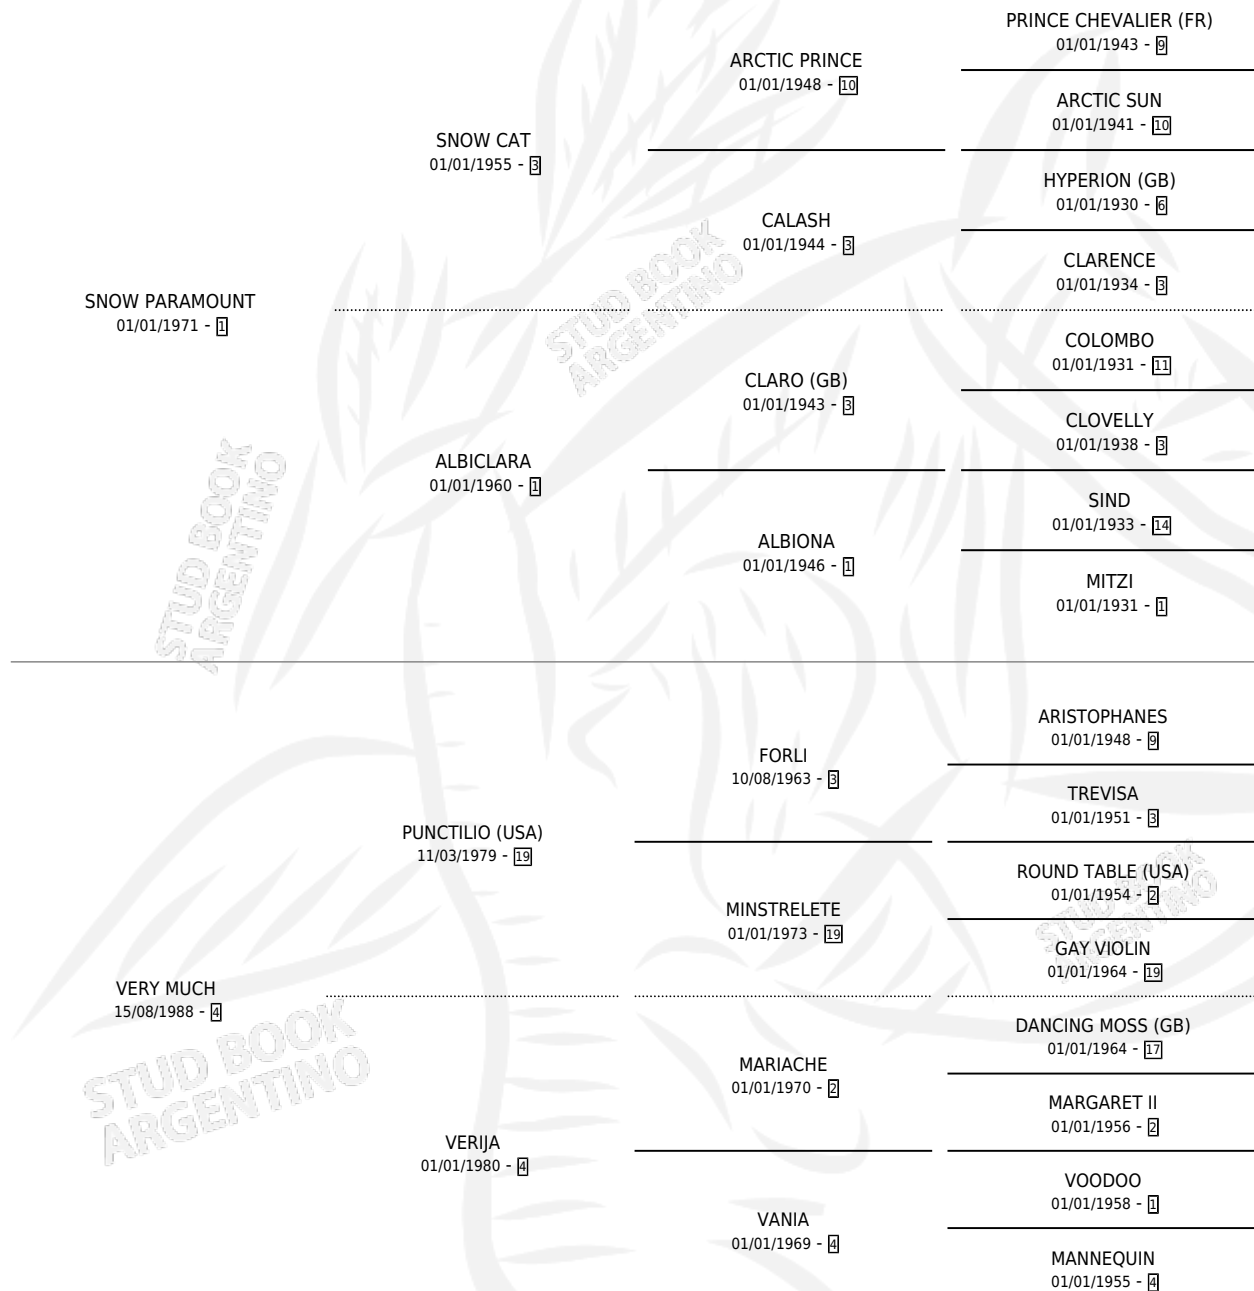 PRINCE CHEVALIER (FR)
01/01/1943 - 9
ARCTIC PRINCE
01/01/1948 - 10
ARCTIC SUN
01/01/1941 - 10
SNOW CAT
01/01/1955 - 3
HYPERION (GB)
01/01/1930 - 6
CALASH
01/01/1944 - 3
CLARENCE
01/01/1934 - 3
SNOW PARAMOUNT
01/01/1971 - 1
COLOMBO
01/01/1931 - 11
CLARO (GB)
01/01/1943 - 3
CLOVELLY
01/01/1938 - 3
ALBICLARA
01/01/1960 - 1
SIND
01/01/1933 - 14
ALBIONA
01/01/1946 - 1
MITZI
01/01/1931 - 1
ARISTOPHANES
01/01/1948 - 9
FORLI
10/08/1963 - 3
TREVISA
01/01/1951 - 3
PUNCTILIO (USA)
11/03/1979 - 19
ROUND TABLE (USA)
01/01/1954 - 2
MINSTRELETE
01/01/1973 - 19
GAY VIOLIN
01/01/1964 - 19
VERY MUCH
15/08/1988 - 4
DANCING MOSS (GB)
01/01/1964 - 17
MARIACHE
01/01/1970 - 2
MARGARET II
01/01/1956 - 2
VERIJA
01/01/1980 - 4
VOODOO
01/01/1958 - 1
VANIA
01/01/1969 - 4
MANNEQUIN
01/01/1955 - 4
STUD BOOK
ARGENTINO
STUD BOOK
ARGENTINO
STUD BOOK
ARGENTINO
STUD BOOK
ARGENTINO